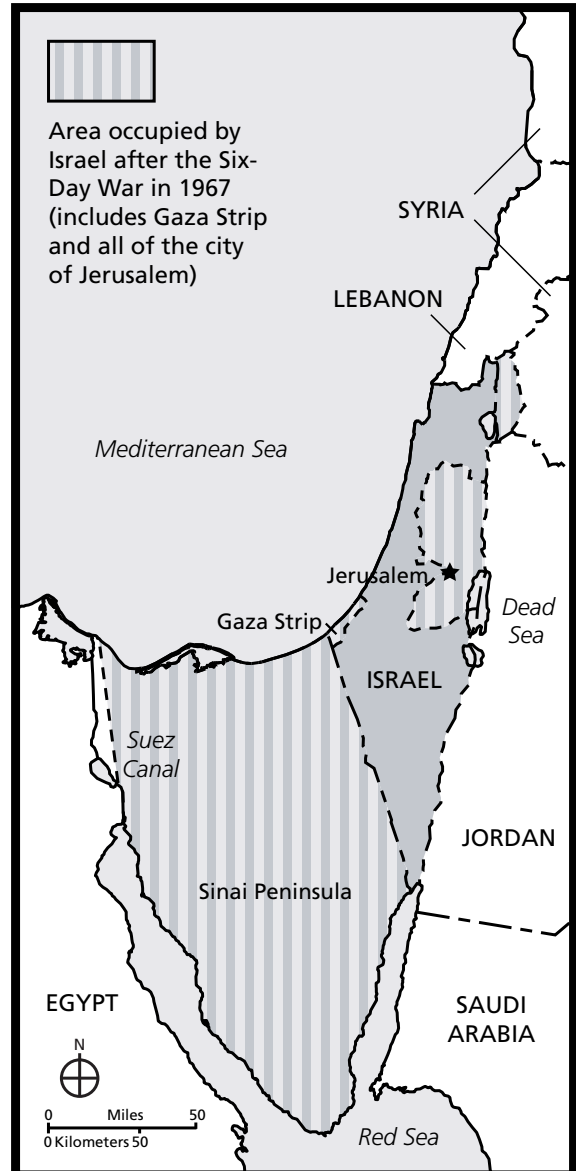 Area occupied by
Israel after the Six-
Day War in 1967
(includes Gaza Strip
and all of the city
of Jerusalem)
SYRIA
LEBANON
Mediterranean Sea
Jerusalem
Gaza Strip
Dead
Sea
ISRAEL
Suez
Canal
JORDAN
Sinai Peninsula
EGYPT
SAUDI
ARABIA
N
0 Miles 50
0 Kilometers 50
Red Sea